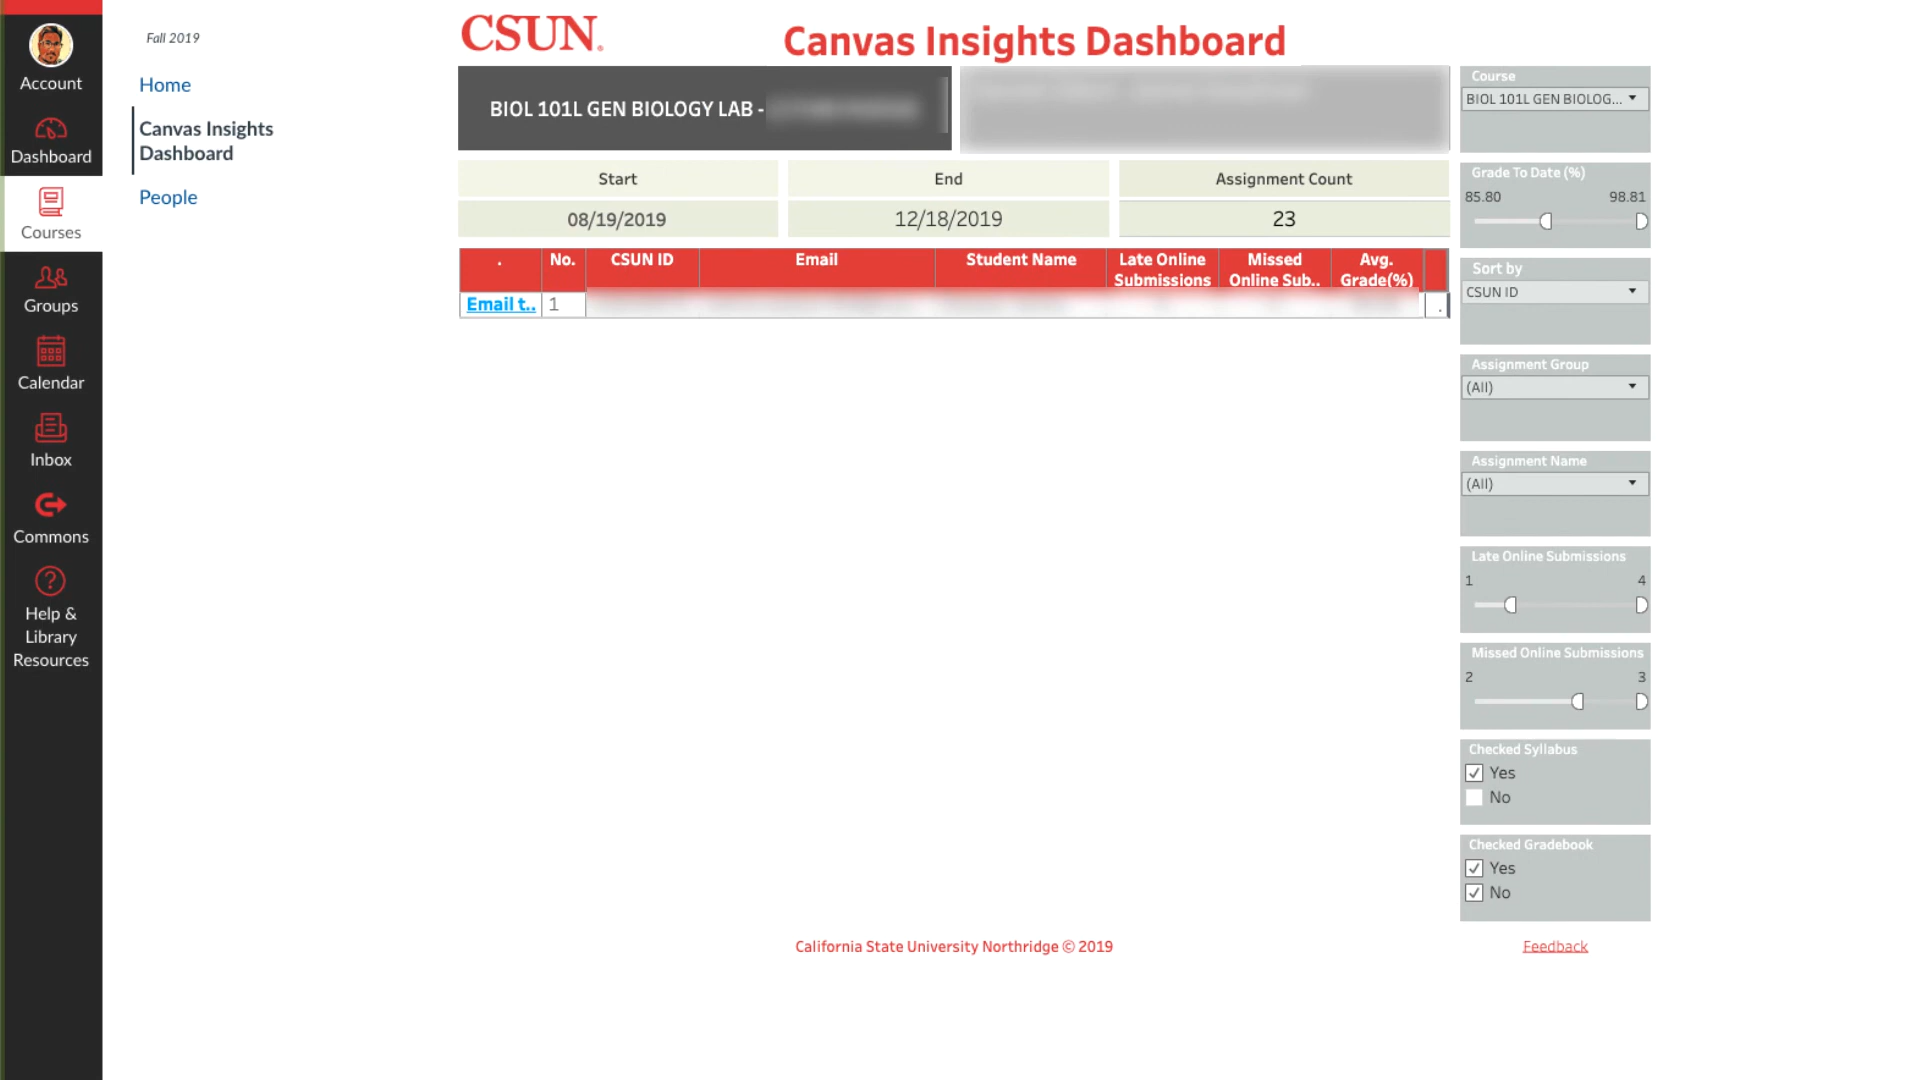 Account
Dashboard
Courses
Groups
Calendar
Inbox
Commons
Help &
Library
Resources
Fall 2019
Home
Canvas Insights
Dashboard
People
CSUN.
Canvas Insights Dashboard
BIOL 101L GEN BIOLOGY LAB -
Start
End
Assignment Count
08/19/2019
12/18/2019
23
. No. CSUN ID Email Student Name Late Online Submissions Missed Online Sub.. Avg. Grade(%)
Email t.. 1 .
California State University Northridge © 2019
Course
BIOL 101L GEN BIOLOG...
Grade To Date (%)
85.80 98.81
Sort by
CSUN ID
Assignment Group
(All)
Assignment Name
(All)
Late Online Submissions
1 4
Missed Online Submissions
2 3
Checked Syllabus
Yes
No
Checked Gradebook
Yes
No
Feedback